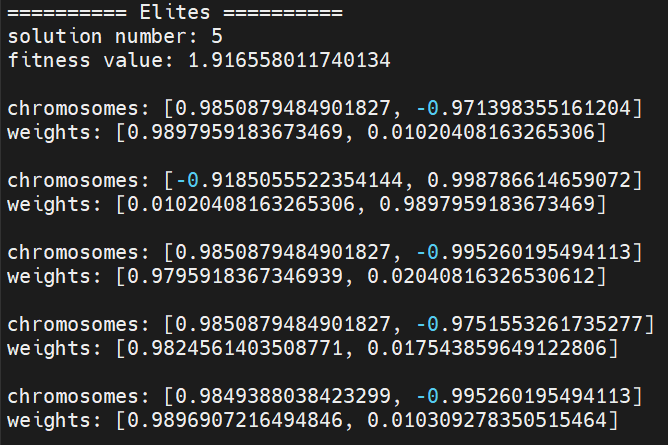 ========== Elites ==========
solution number: 5
fitness value: 1.916558011740134
chromosomes: [0.9850879484901827, -0.971398355161204]
weights: [0.9897959183673469, 0.01020408163265306]
chromosomes: [-0.9185055522354144, 0.998786614659072]
weights: [0.01020408163265306, 0.9897959183673469]
chromosomes: [0.9850879484901827, -0.995260195494113]
weights: [0.9795918367346939, 0.02040816326530612]
chromosomes: [0.9850879484901827, -0.9751553261735277]
weights: [0.9824561403508771, 0.017543859649122806]
chromosomes: [0.9849388038423299, -0.995260195494113]
weights: [0.9896907216494846, 0.010309278350515464]